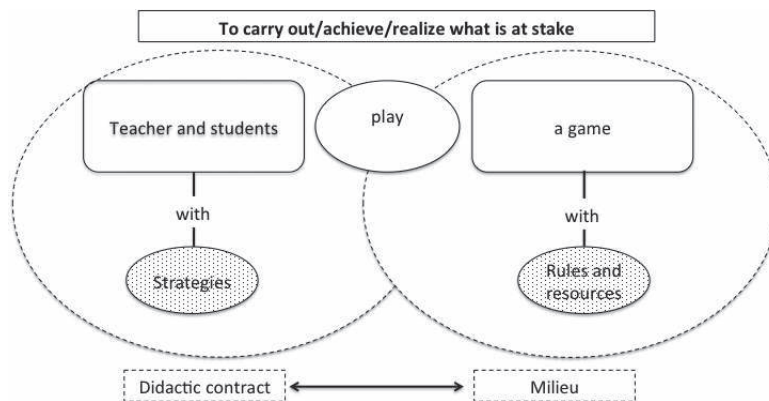 To carry out/achieve/realize what is at stake
Teacher and students
play
a game
with
with
Strategies
Rules and
resources
Didactic contract
Milieu